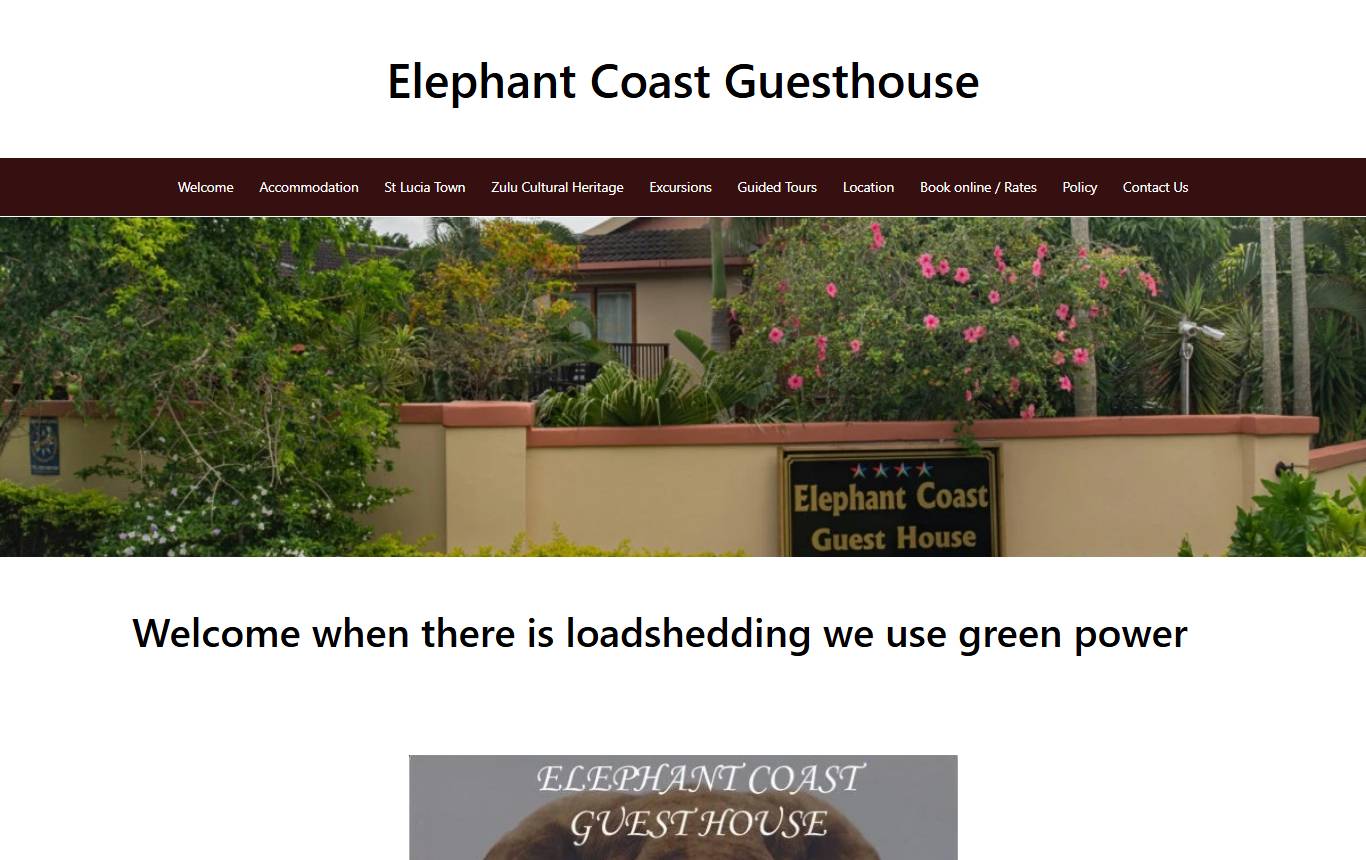 Elephant Coast Guesthouse
Welcome Accommodation St Lucia Town Zulu Cultural Heritage Excursions Guided Tours Location Book online / Rates Policy Contact Us
Elephant Coast
Guest House
Welcome when there is loadshedding we use green power
ELEPHANT COAST
GUEST HOUSE